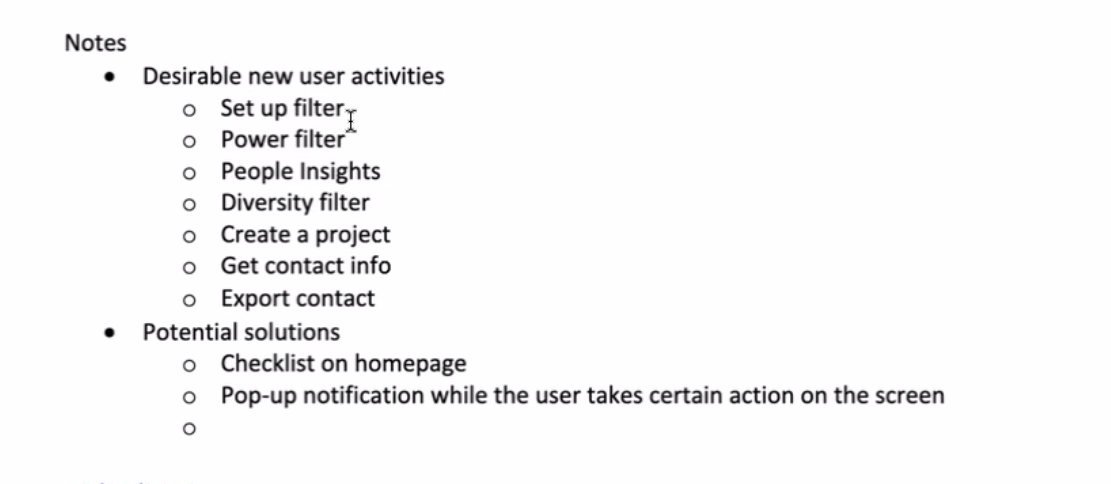 Notes
• Desirable new user activities
o Set up filter
o Power filter
o People Insights
o Diversity filter
o Create a project
o Get contact info
o Export contact
• Potential solutions
o Checklist on homepage
o Pop-up notification while the user takes certain action on the screen
o